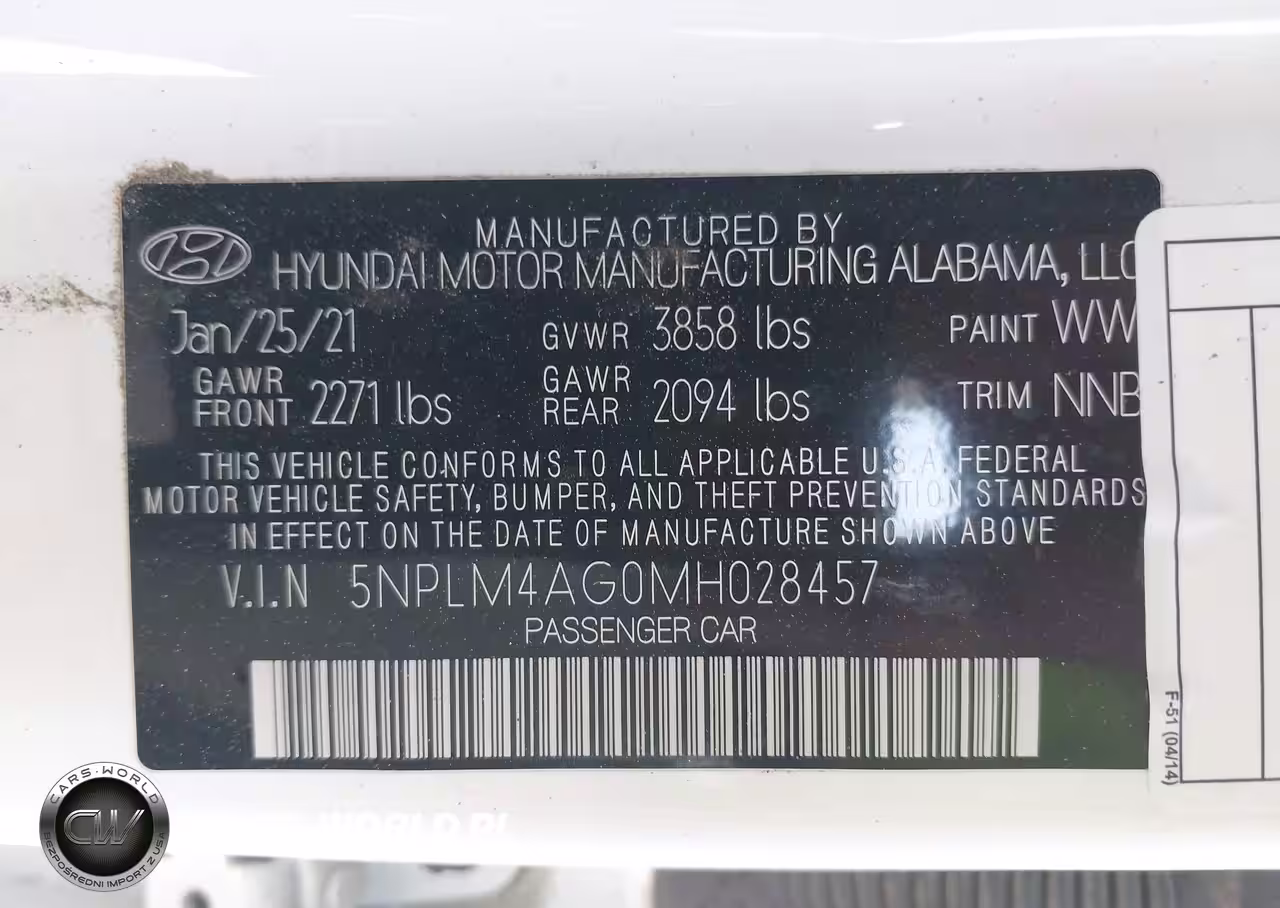 MANUFACTURED BY
HYUNDAI MOTOR MANUFACTURING ALABAMA, LLC
Jan/25/21 GVWR 3858 lbs PAINT WW
GAWR FRONT 2271 lbs GAWR REAR 2094 lbs TRIM NNB
THIS VEHICLE CONFORMS TO ALL APPLICABLE U.S.A. FEDERAL
MOTOR VEHICLE SAFETY, BUMPER, AND THEFT PREVENTION STANDARDS
IN EFFECT ON THE DATE OF MANUFACTURE SHOWN ABOVE
V.I.N 5NPLM4AG0MH028457
PASSENGER CAR
F-51 (04/14)
CARS-WORLD
CW
BEZPOŚREDNI IMPORT Z USA